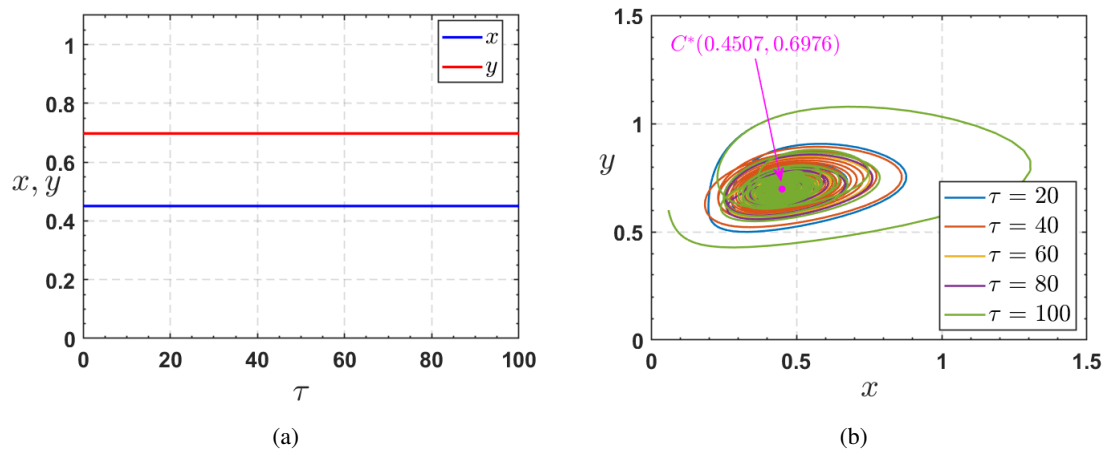 1
0.8
0.6
x, y
0.4
0.2
0
0 20 40 60 80 100
τ
x
y
(a)
1.5
C*(0.4507, 0.6976)
1
y
0.5
0
τ = 20
τ = 40
τ = 60
τ = 80
τ = 100
0 0.5 1 1.5
x
(b)